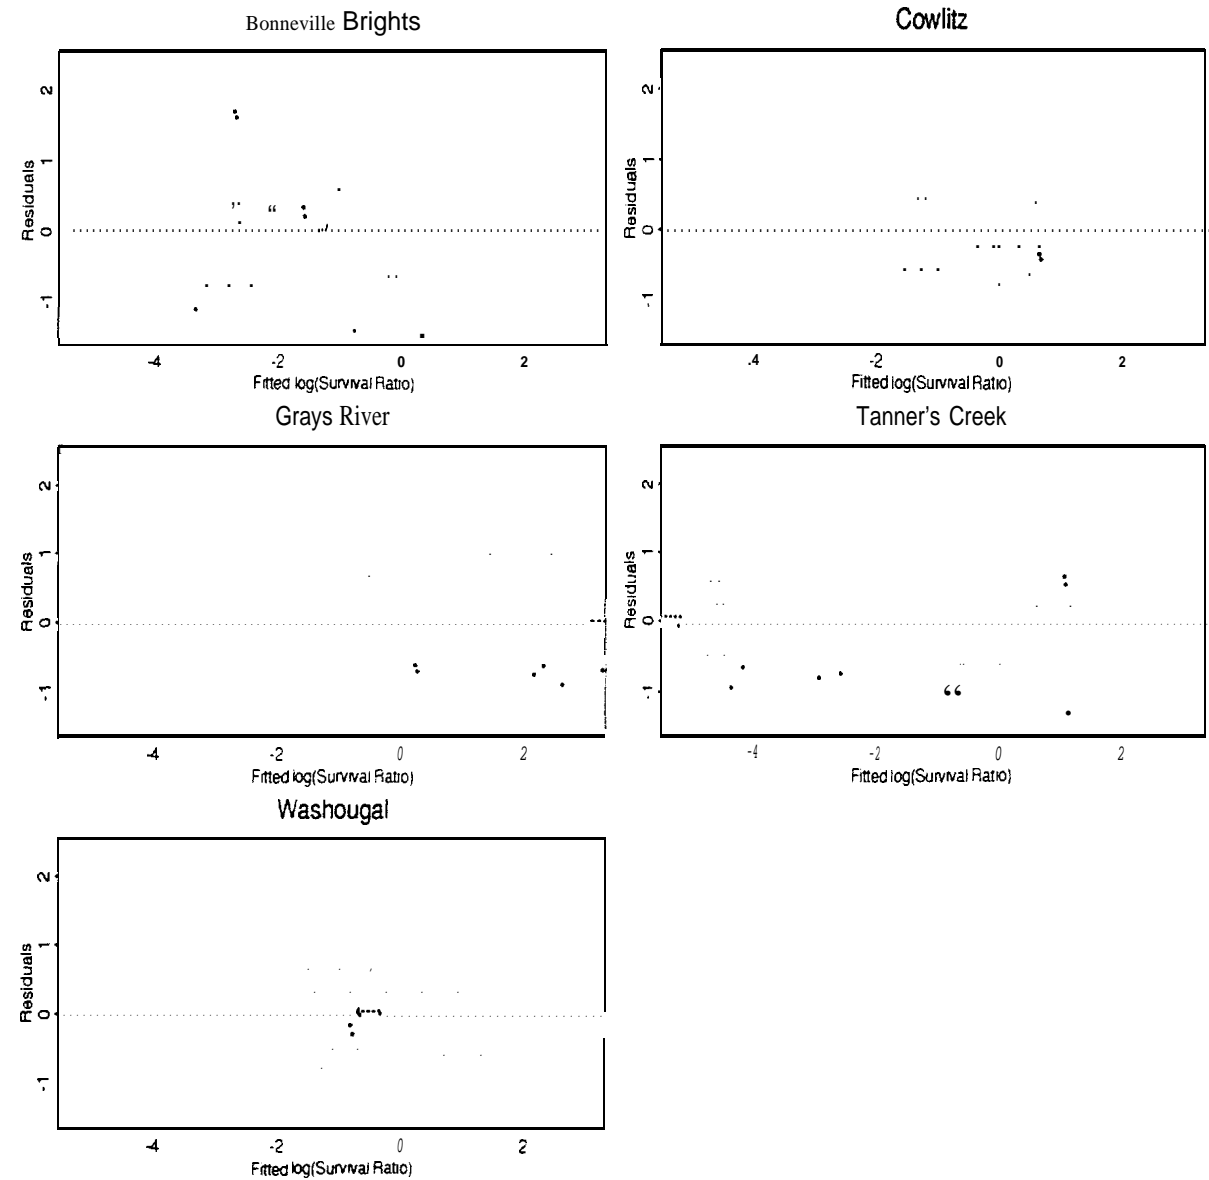 Bonneville Brights
2
1
0
-1
Residuals
-4 -2 0 2
Fitted log(Survival Ratio)
Cowlitz
2
1
0
-1
Residuals
.4 -2 0 2
Fitted log(Survival Ratio)
Grays River
2
1
0
-1
Residuals
-4 -2 0 2
Fitted log(Survival Ratio)
Tanner's Creek
2
1
0
-1
Residuals
-4 -2 0 2
Fitted log(Survival Ratio)
Washougal
2
1
0
-1
Residuals
-4 -2 0 2
Fitted log(Survival Ratio)